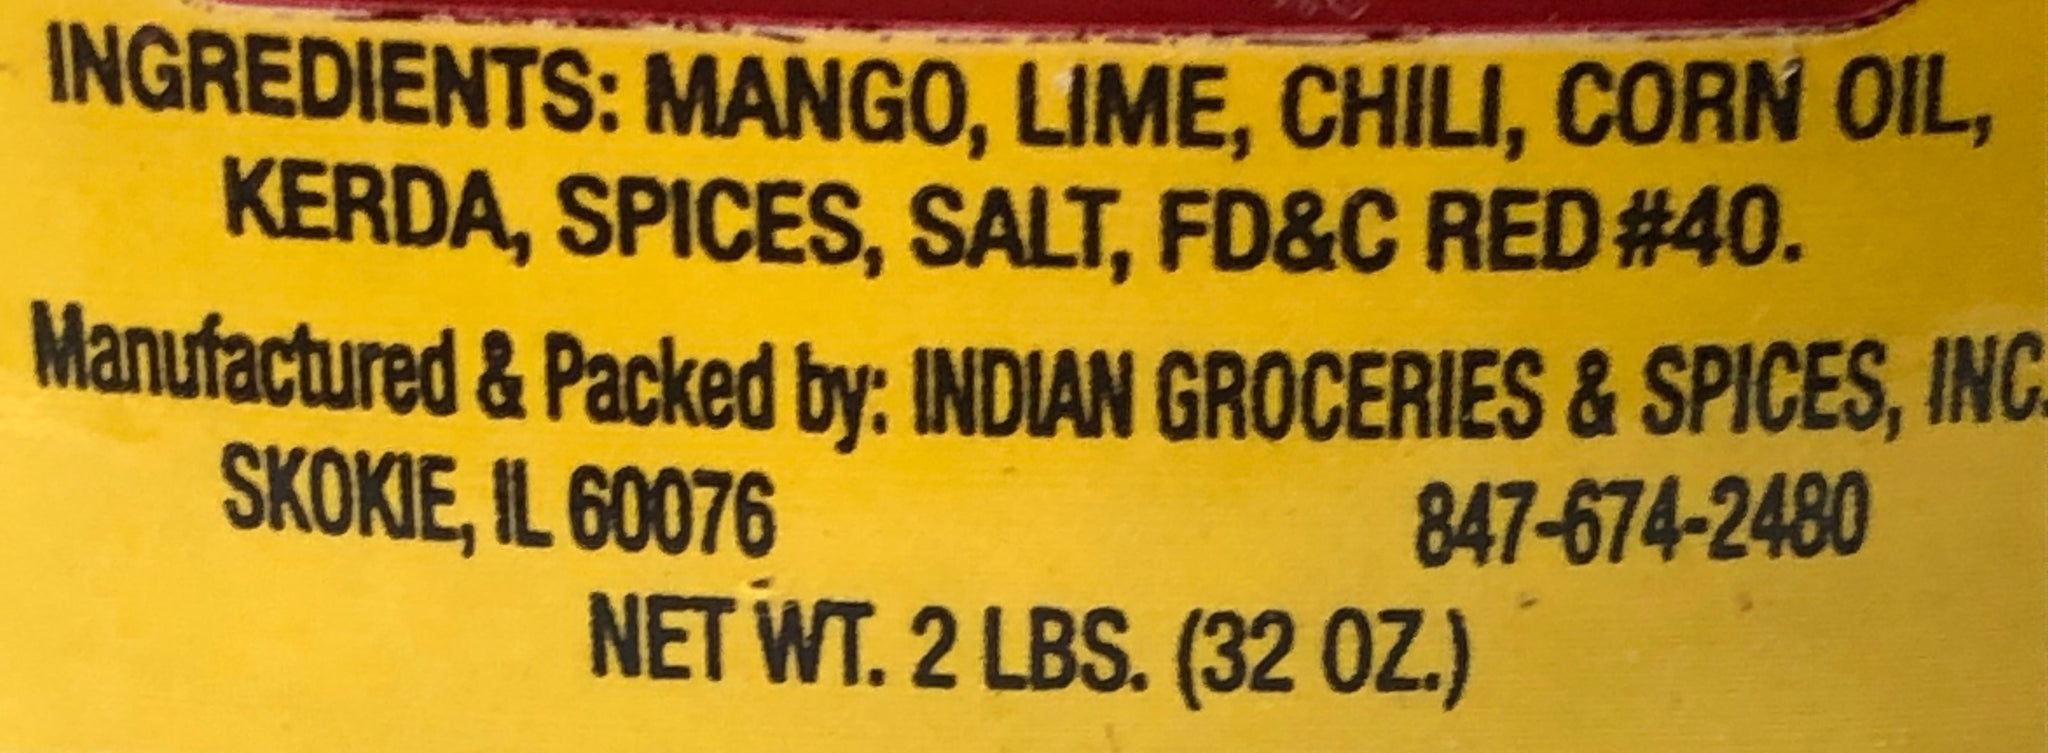 INGREDIENTS: MANGO, LIME, CHILI, CORN OIL,
KERDA, SPICES, SALT, FD&C RED #40.
Manufactured & Packed by: INDIAN GROCERIES & SPICES, INC.
SKOKIE, IL 60076 847-674-2480
NET WT. 2 LBS. (32 OZ.)